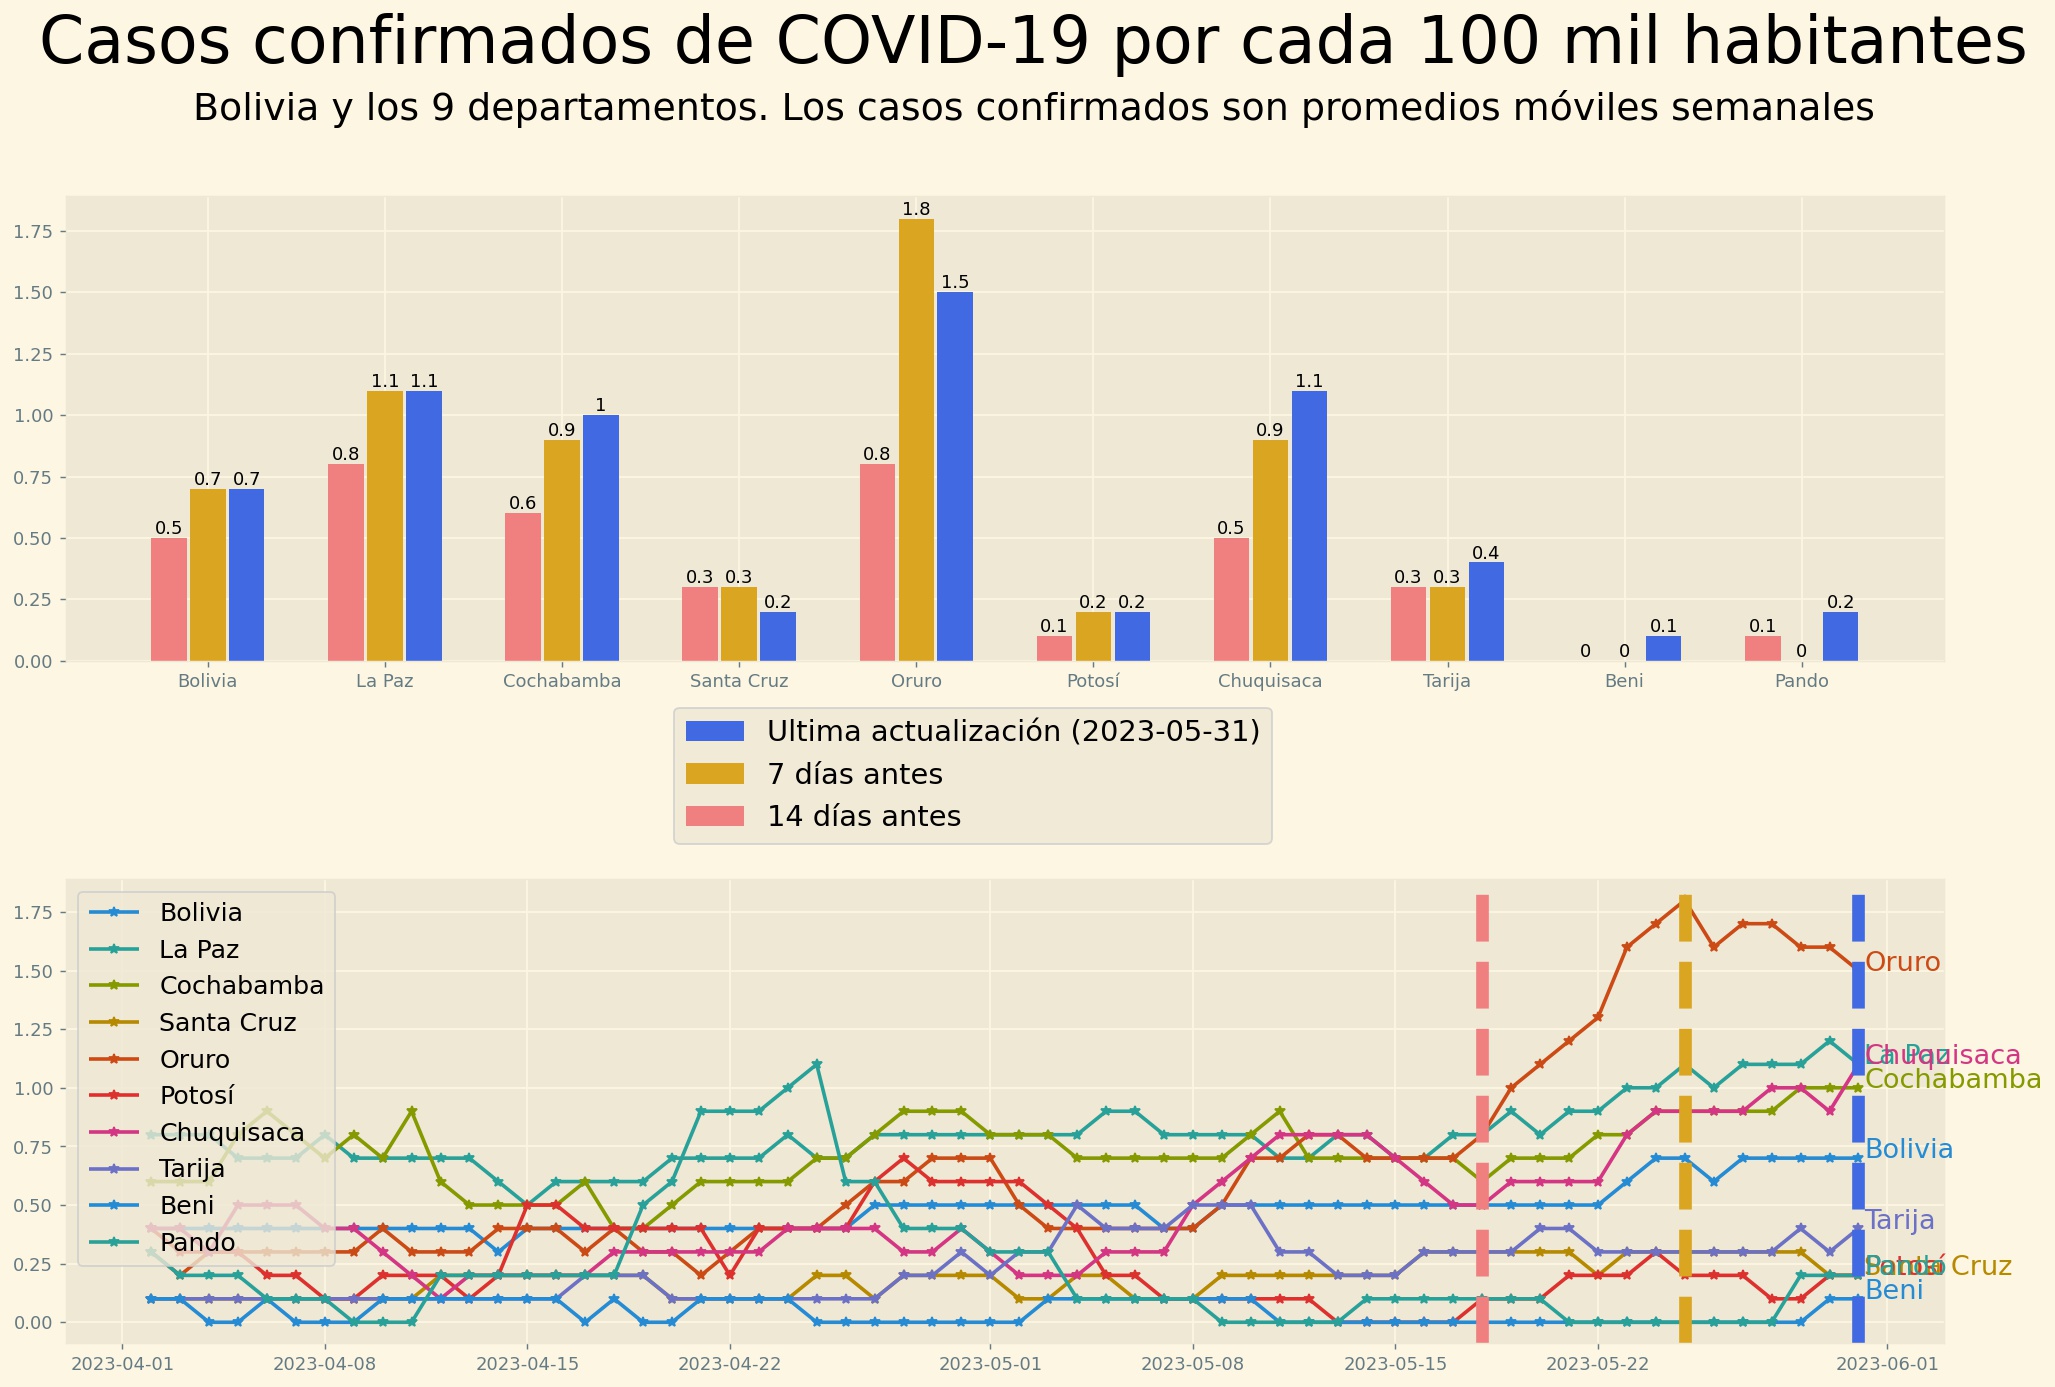 Casos confirmados de COVID-19 por cada 100 mil habitantes
Bolivia y los 9 departamentos. Los casos confirmados son promedios móviles semanales
1.75
1.50
1.25
1.00
0.75
0.50
0.25
0.00
0.5 0.7 0.7
0.8 1.1 1.1
0.6 0.9 1
0.3 0.3 0.2
0.8 1.8 1.5
0.1 0.2 0.2
0.5 0.9 1.1
0.3 0.3 0.4
0 0 0.1
0.1 0 0.2
Bolivia La Paz Cochabamba Santa Cruz Oruro Potosí Chuquisaca Tarija Beni Pando
Ultima actualización (2023-05-31)
7 días antes
14 días antes
1.75
1.50
1.25
1.00
0.75
0.50
0.25
0.00
Bolivia
La Paz
Cochabamba
Santa Cruz
Oruro
Potosí
Chuquisaca
Tarija
Beni
Pando
Oruro
La Paz
Chuquisaca
Cochabamba
Bolivia
Tarija
Santa Cruz
Potosí
Pando
Beni
2023-04-01 2023-04-08 2023-04-15 2023-04-22 2023-05-01 2023-05-08 2023-05-15 2023-05-22 2023-06-01